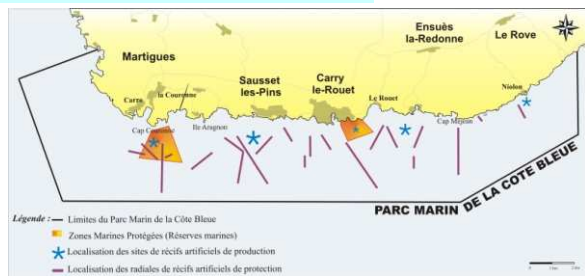 Ensuès
la-Redonne
Le Rove
Martigues
Sausset
les-Pins
Carry
le-Rouet
la Couronne
Carro
Le Rouet
Niolon
Cap Couronne
Ile Aragnon
Cap Méjean
PARC MARIN DE LA COTE BLEUE
Légende :
Limites du Parc Marin de la Côte Bleue
Zones Marines Protégées (Réserves marines)
Localisation des sites de récifs artificiels de production
Localisation des radiales de récifs artificiels de protection